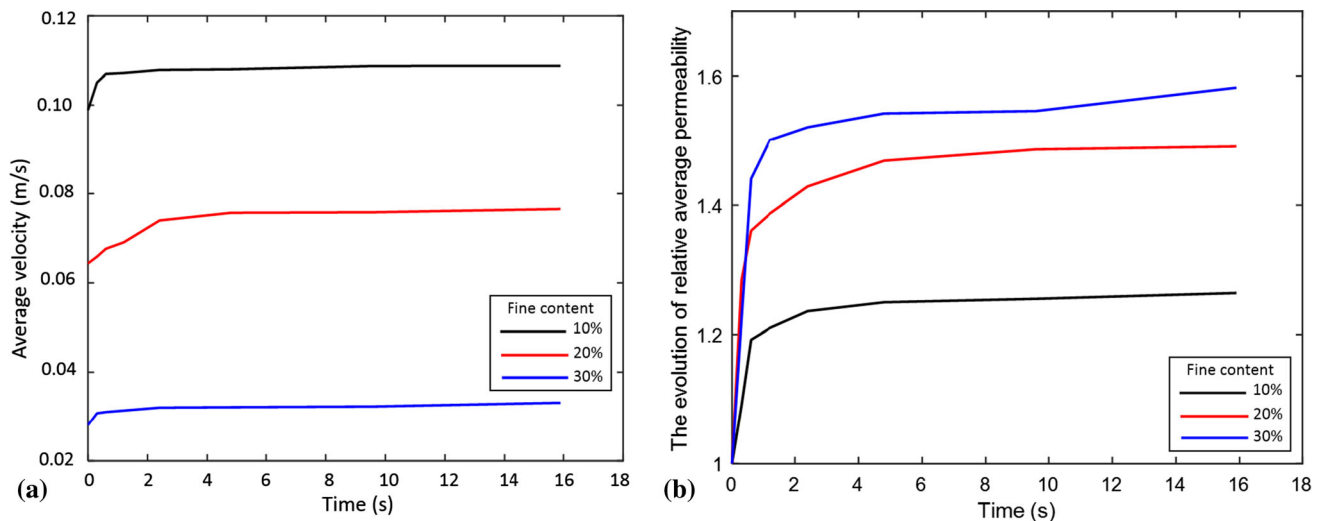 Average velocity (m/s)
0.12
0.10
0.08
0.06
0.04
0.02
0 2 4 6 8 10 12 14 16 18
Time (s)
Fine content
10%
20%
30%
(a)
The evolution of relative average permeability
1.6
1.4
1.2
1
0 2 4 6 8 10 12 14 16 18
Time (s)
Fine content
10%
20%
30%
(b)